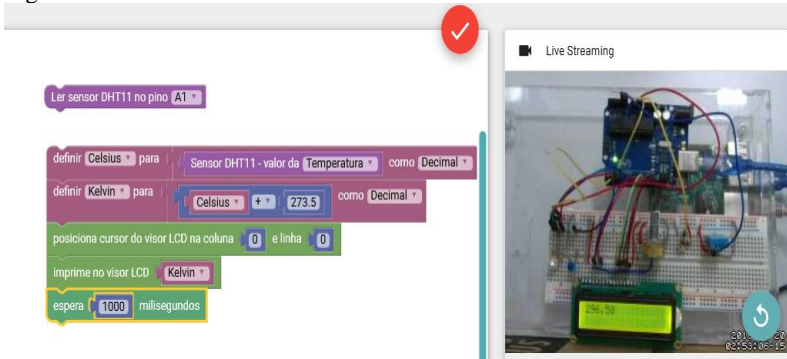 Live Streaming
Ler sensor DHT11 no pino A1
definir Celsius para Sensor DHT11 - valor da Temperatura como Decimal
definir Kelvin para Celsius + 273.5 como Decimal
posiciona cursor do visor LCD na coluna 0 e linha 0
imprime no visor LCD Kelvin
espera 1000 milisegundos
296.50